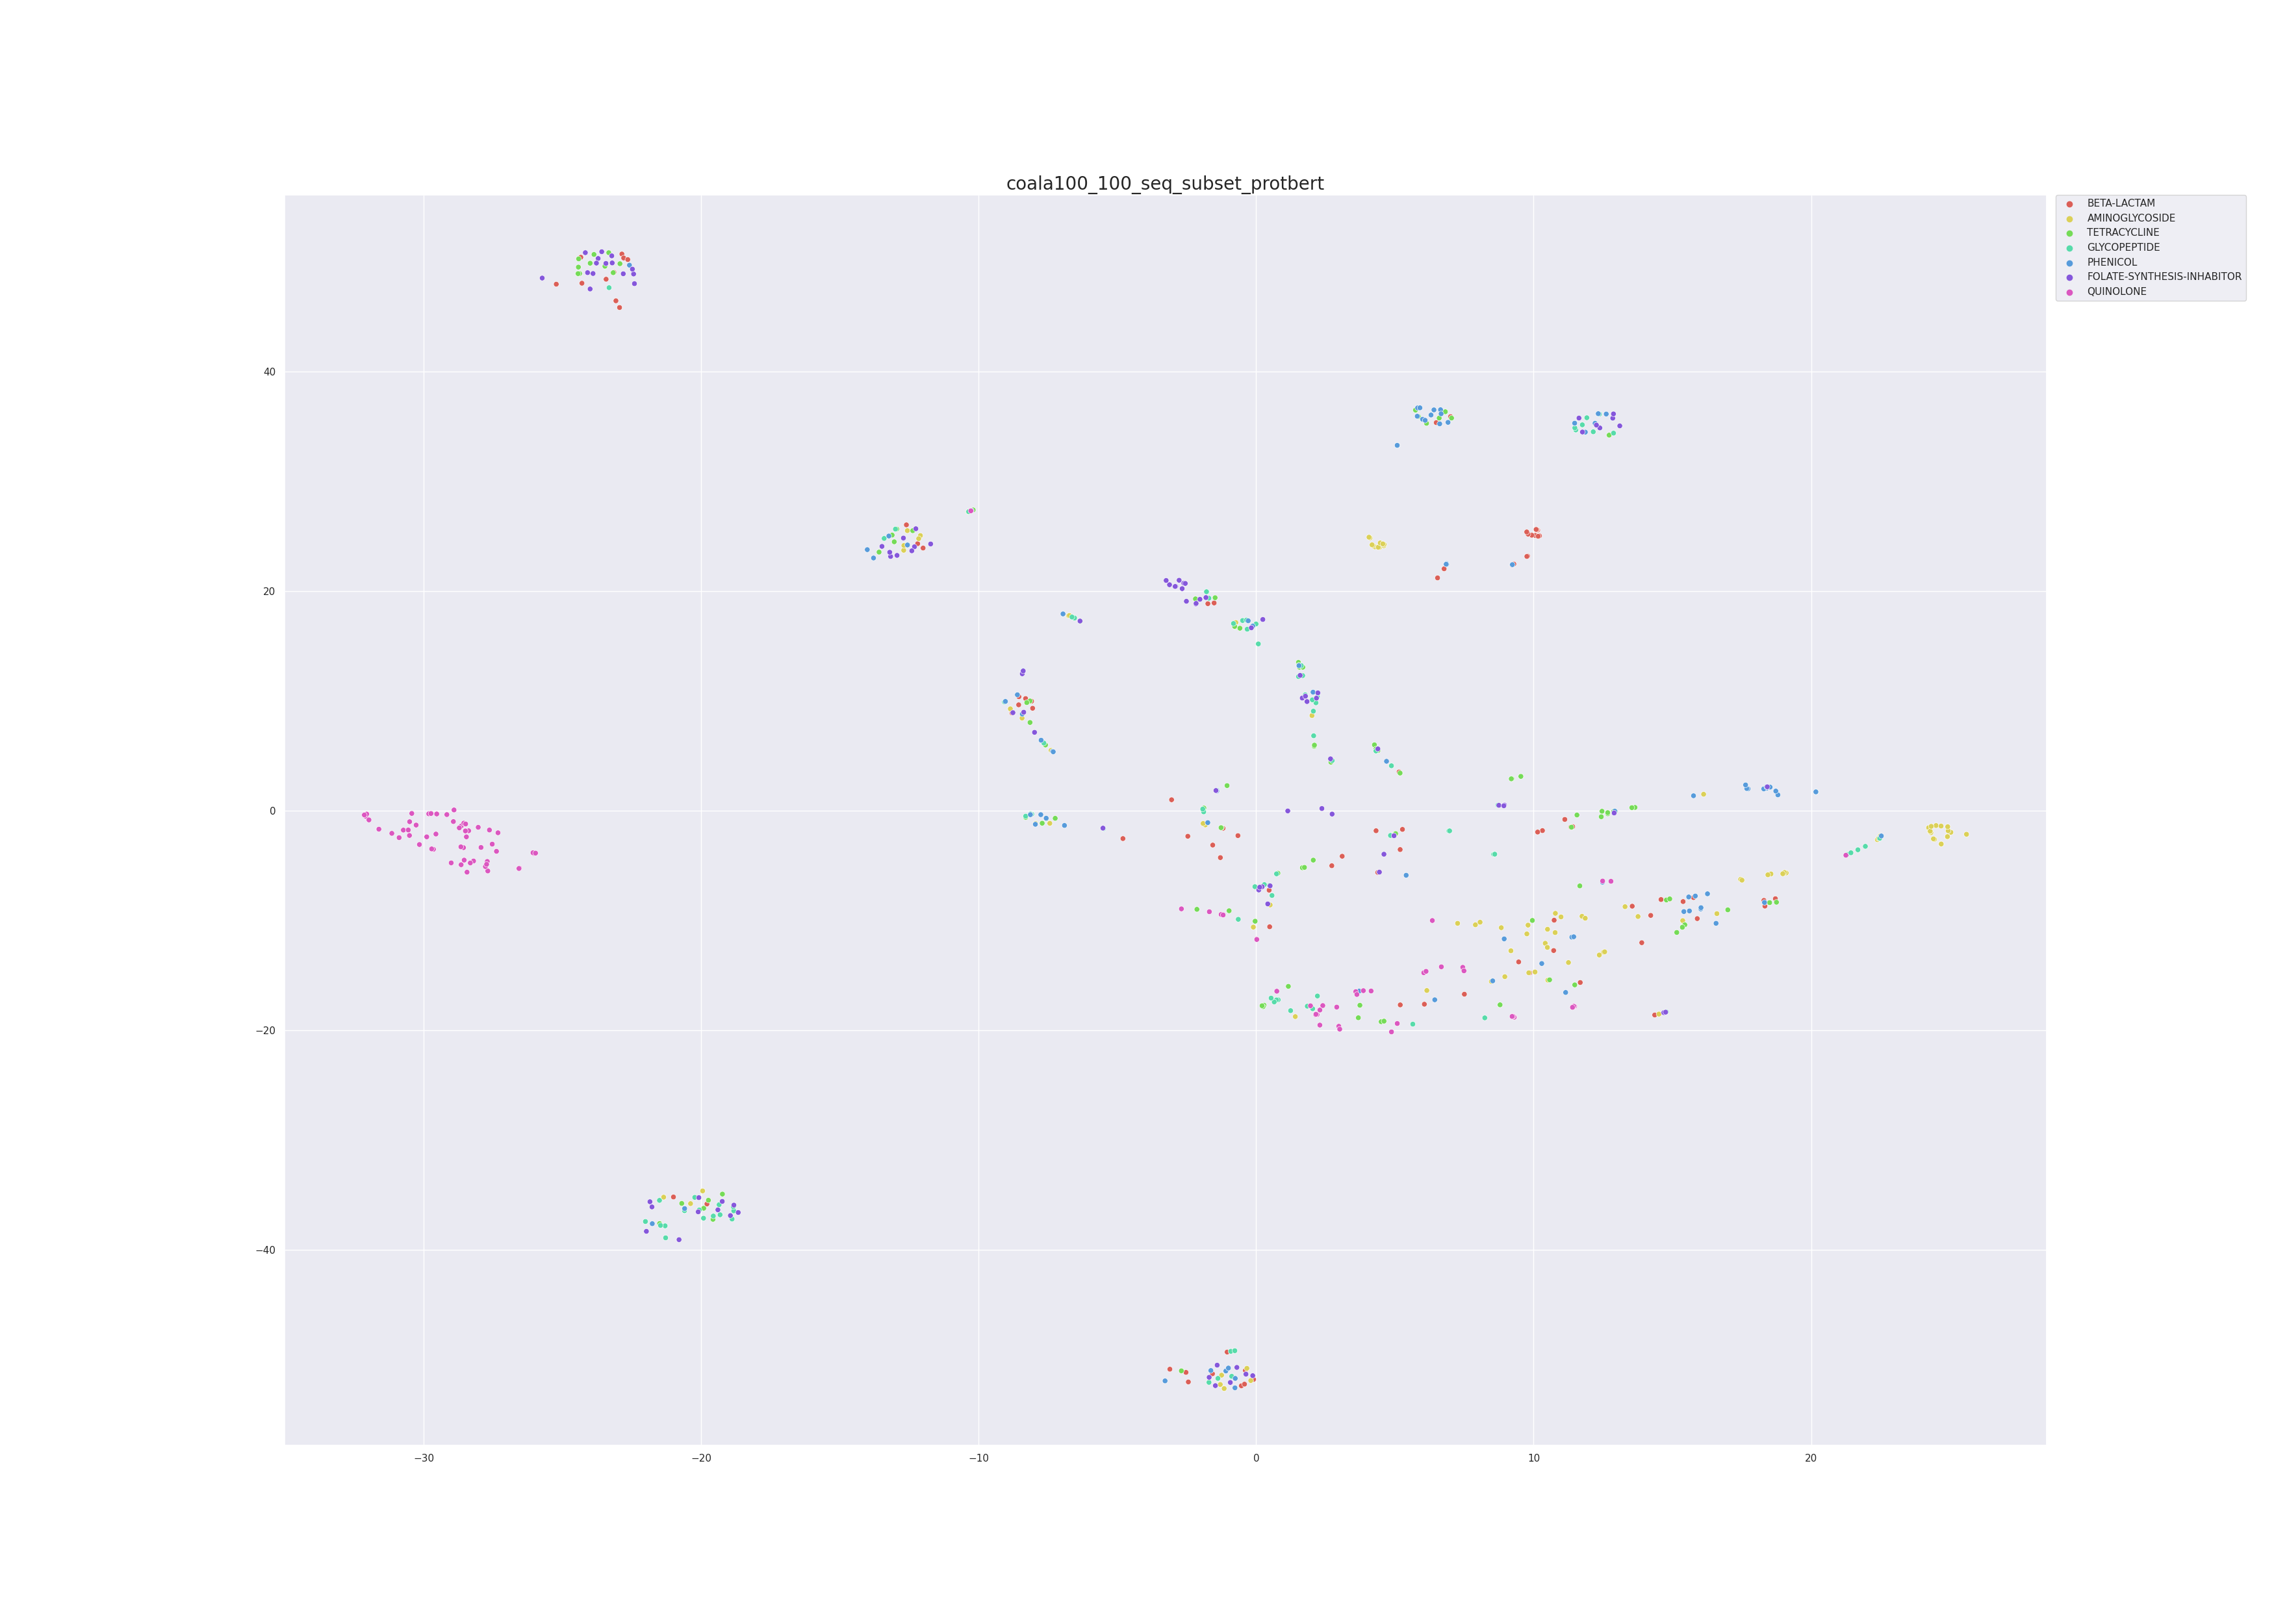 coala100_100_seq_subset_protbert
BETA-LACTAM
AMINOGLYCOSIDE
TETRACYCLINE
GLYCOPEPTIDE
PHENICOL
FOLATE-SYNTHESIS-INHABITOR
QUINOLONE
40
20
0
−20
−40
−30 −20 −10 0 10 20